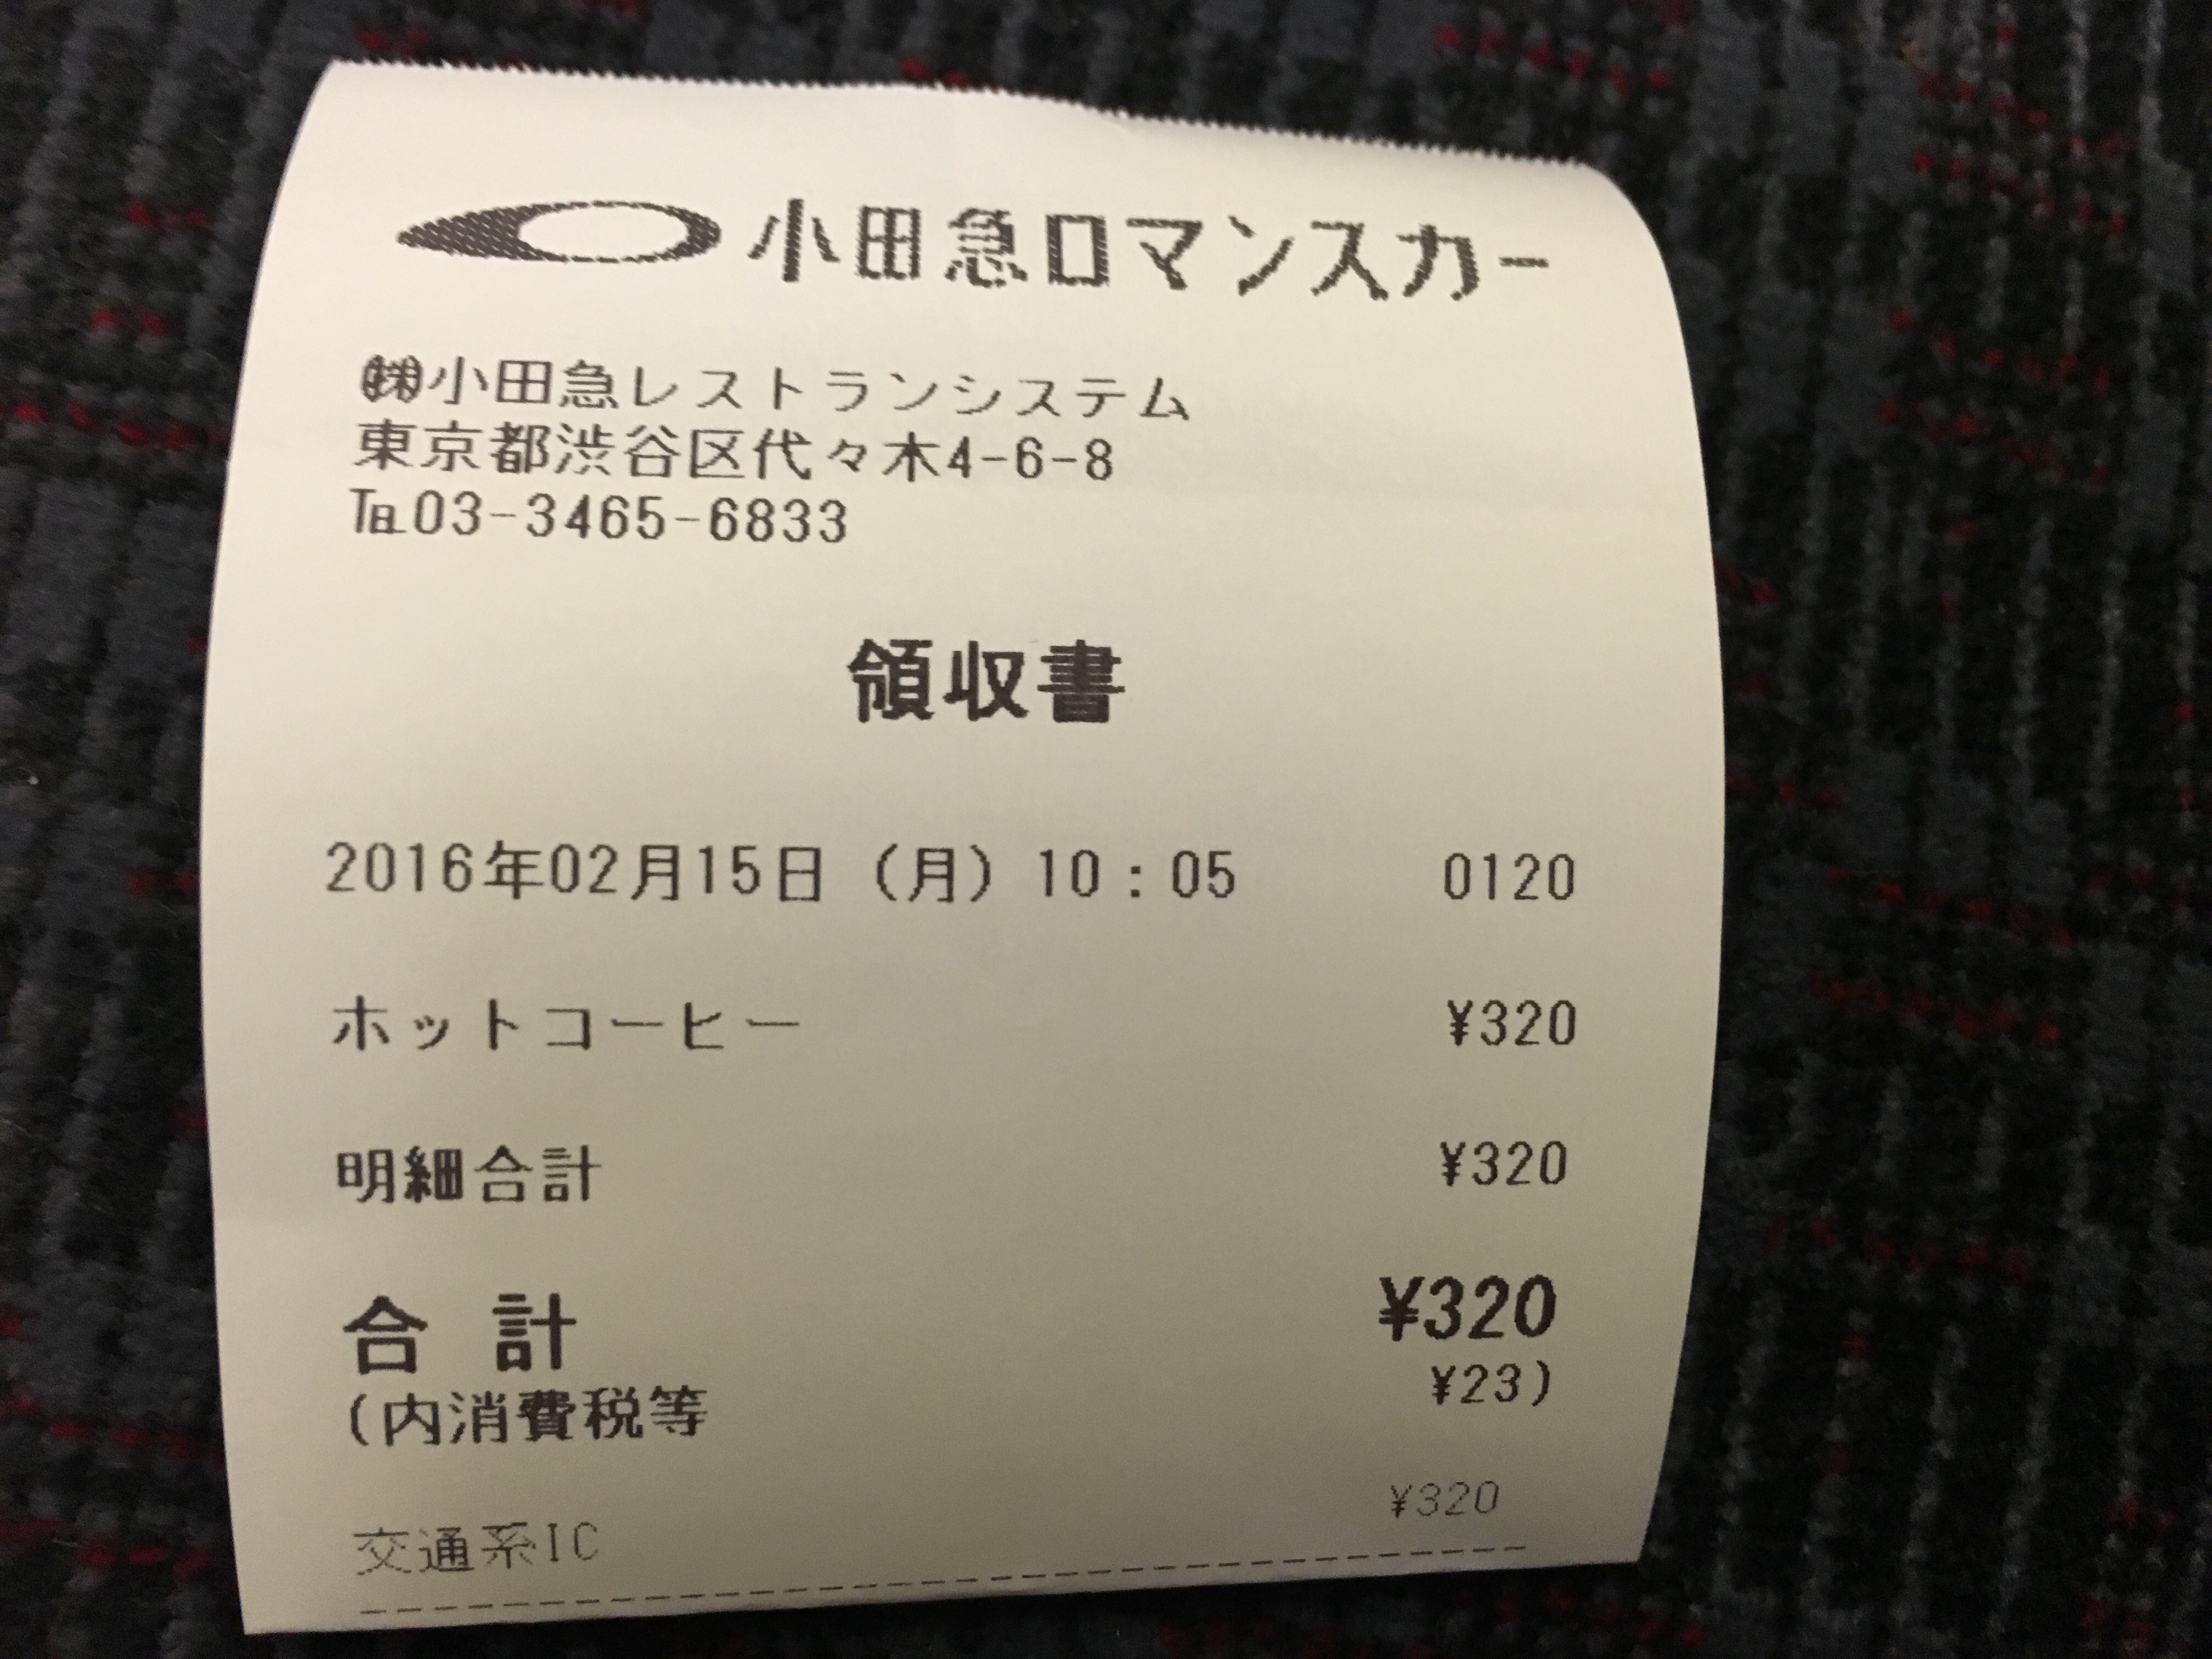 小田急ロマンスカー
㈱小田急レストランシステム
東京都渋谷区代々木4-6-8
℡03-3465-6833
領収書
2016年02月15日（月）10：05 0120
ホットコーヒー ¥320
明細合計 ¥320
合計 ¥320
(内消費税等 ¥23)
交通系IC ¥320